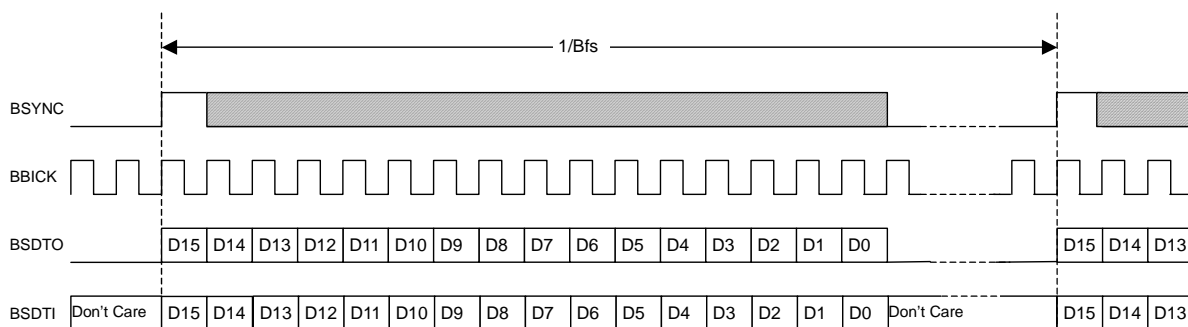 1/Bfs
BSYNC
BBICK
BSDTO D15 D14 D13 D12 D11 D10 D9 D8 D7 D6 D5 D4 D3 D2 D1 D0 D15 D14 D13
BSDTI Don't Care D15 D14 D13 D12 D11 D10 D9 D8 D7 D6 D5 D4 D3 D2 D1 D0 Don't Care D15 D14 D13